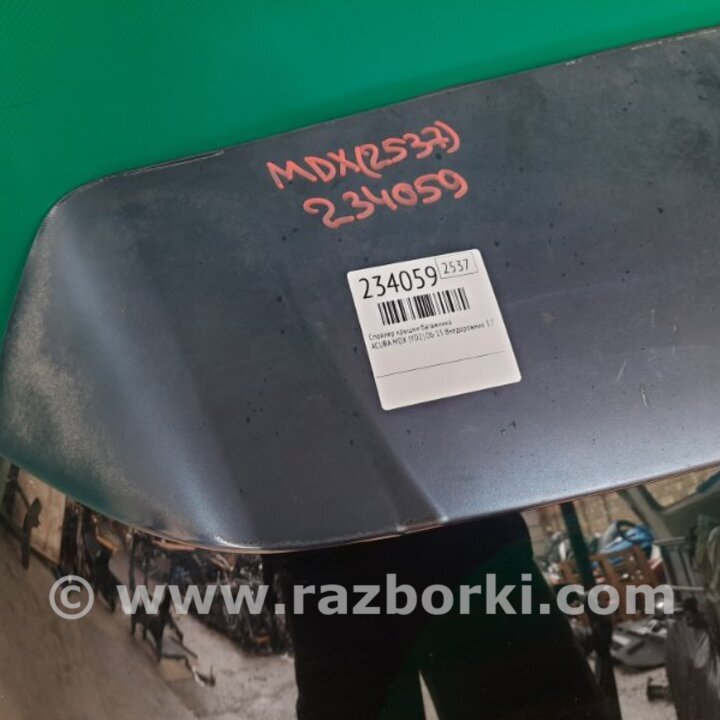 MDX(2537)
234059
234059 2537
Спойлер крышки багажника
ACURA MDX (YD2) 06-13 Внедорожник 3.7
© www.razborki.com